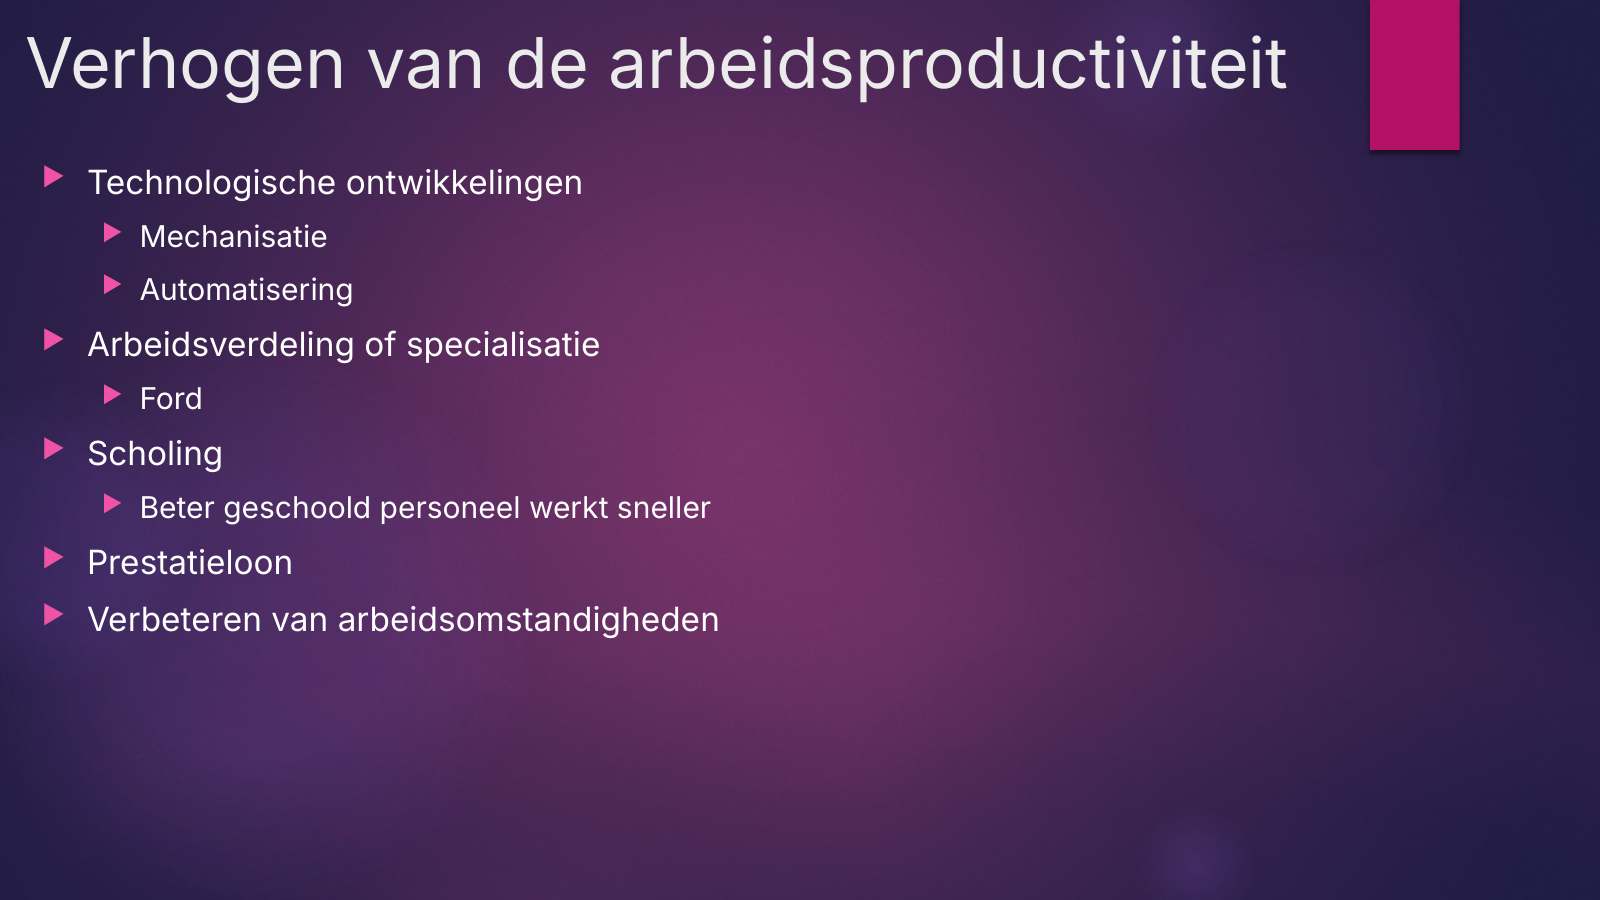 Verhogen van de arbeidsproductiviteit
Technologische ontwikkelingen
Mechanisatie
Automatisering
Arbeidsverdeling of specialisatie
Ford
Scholing
Beter geschoold personeel werkt sneller
Prestatieloon
Verbeteren van arbeidsomstandigheden